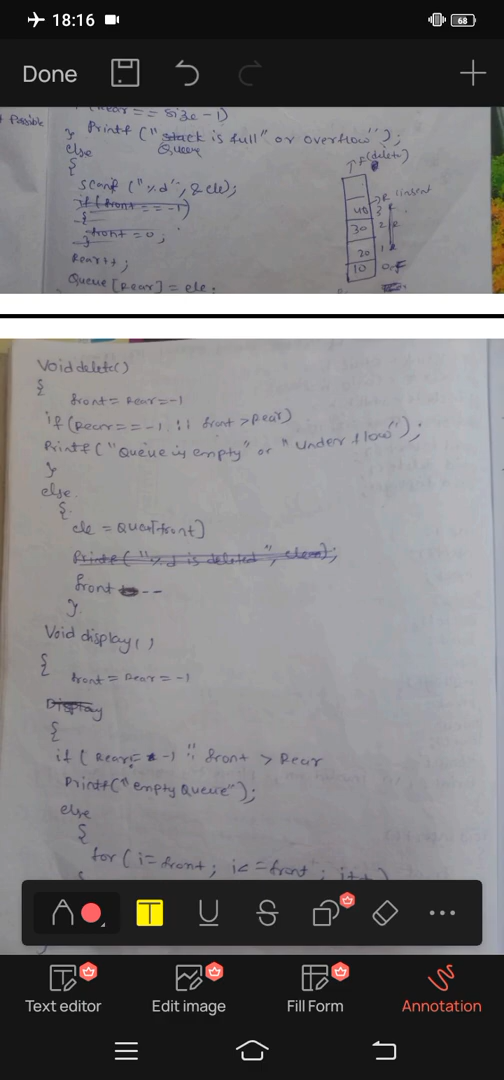 18:16
68
Done
Possible
(Rear == size - 1)
Printf ("stack is full" or overflow");
} Queue
else
{
scanf ("%d", & ele);
if (front == -1)
{
front = 0;
}
Rear++;
Queue [Rear] = ele;
F (delete)
R (insert
40 3 R
30 2 R
20 1 R
10 0 F
Void delete()
{
front = Rear = -1
if (Rear == -1 || front > Rear)
Printf ("Queue is empty" or "Under flow");
}
else
{
ele = Que[front]
Printf ("%d is deleted", ele);
front --
}.
Void display()
{
front = Rear = -1
Display
{
if ( Rear = -1 || front > Rear
Printf("empty Queue");
else
{
for ( i = front ; i <= front ; i++ )
T
U
S
Text editor
Edit image
Fill Form
Annotation